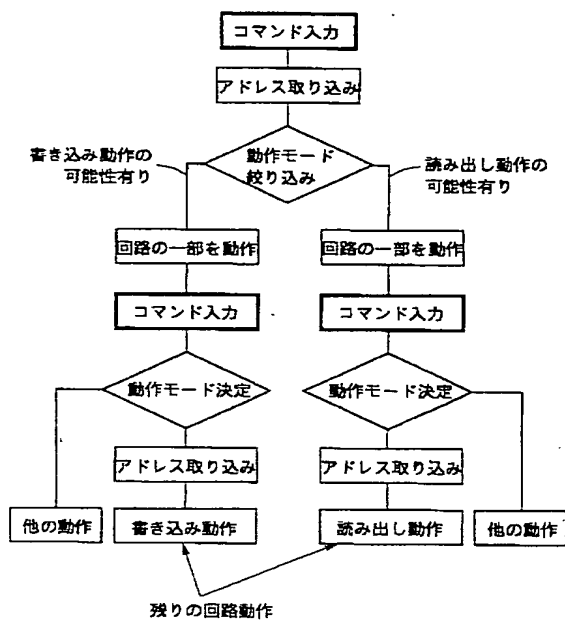 コマンド入力
アドレス取り込み
動作モード
絞り込み
書き込み動作の
可能性有り
読み出し動作の
可能性有り
回路の一部を動作
回路の一部を動作
コマンド入力
コマンド入力
動作モード決定
動作モード決定
アドレス取り込み
アドレス取り込み
他の動作
書き込み動作
読み出し動作
他の動作
残りの回路動作